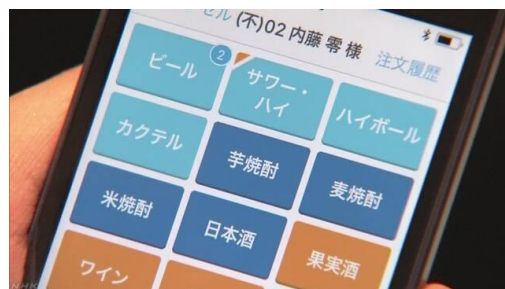 セル (不)02 内藤 零 様 注文履歴
ビール 2
サワー・
ハイ
ハイボール
カクテル
芋焼酎
麦焼酎
米焼酎
日本酒
果実酒
ワイン
NHK